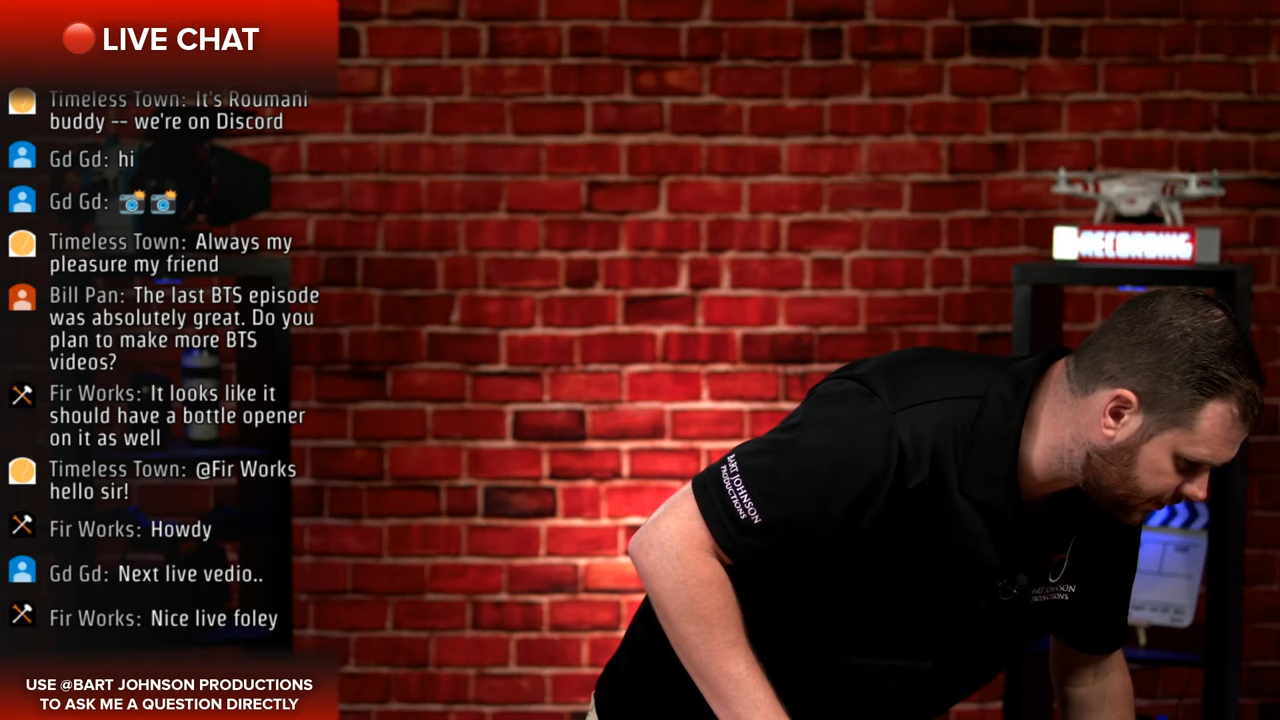 LIVE CHAT
Timeless Town: It's Roumani
buddy -- we're on Discord
Gd Gd: hi
Gd Gd: 📸📸
Timeless Town: Always my
pleasure my friend
Bill Pan: The last BTS episode
was absolutely great. Do you
plan to make more BTS
videos?
Fir Works: It looks like it
should have a bottle opener
on it as well
Timeless Town: @Fir Works
hello sir!
Fir Works: Howdy
Gd Gd: Next live vedio..
Fir Works: Nice live foley
USE @BART JOHNSON PRODUCTIONS
TO ASK ME A QUESTION DIRECTLY
RECORDING
BART JOHNSON
PRODUCTIONS
BART JOHNSON
PRODUCTIONS